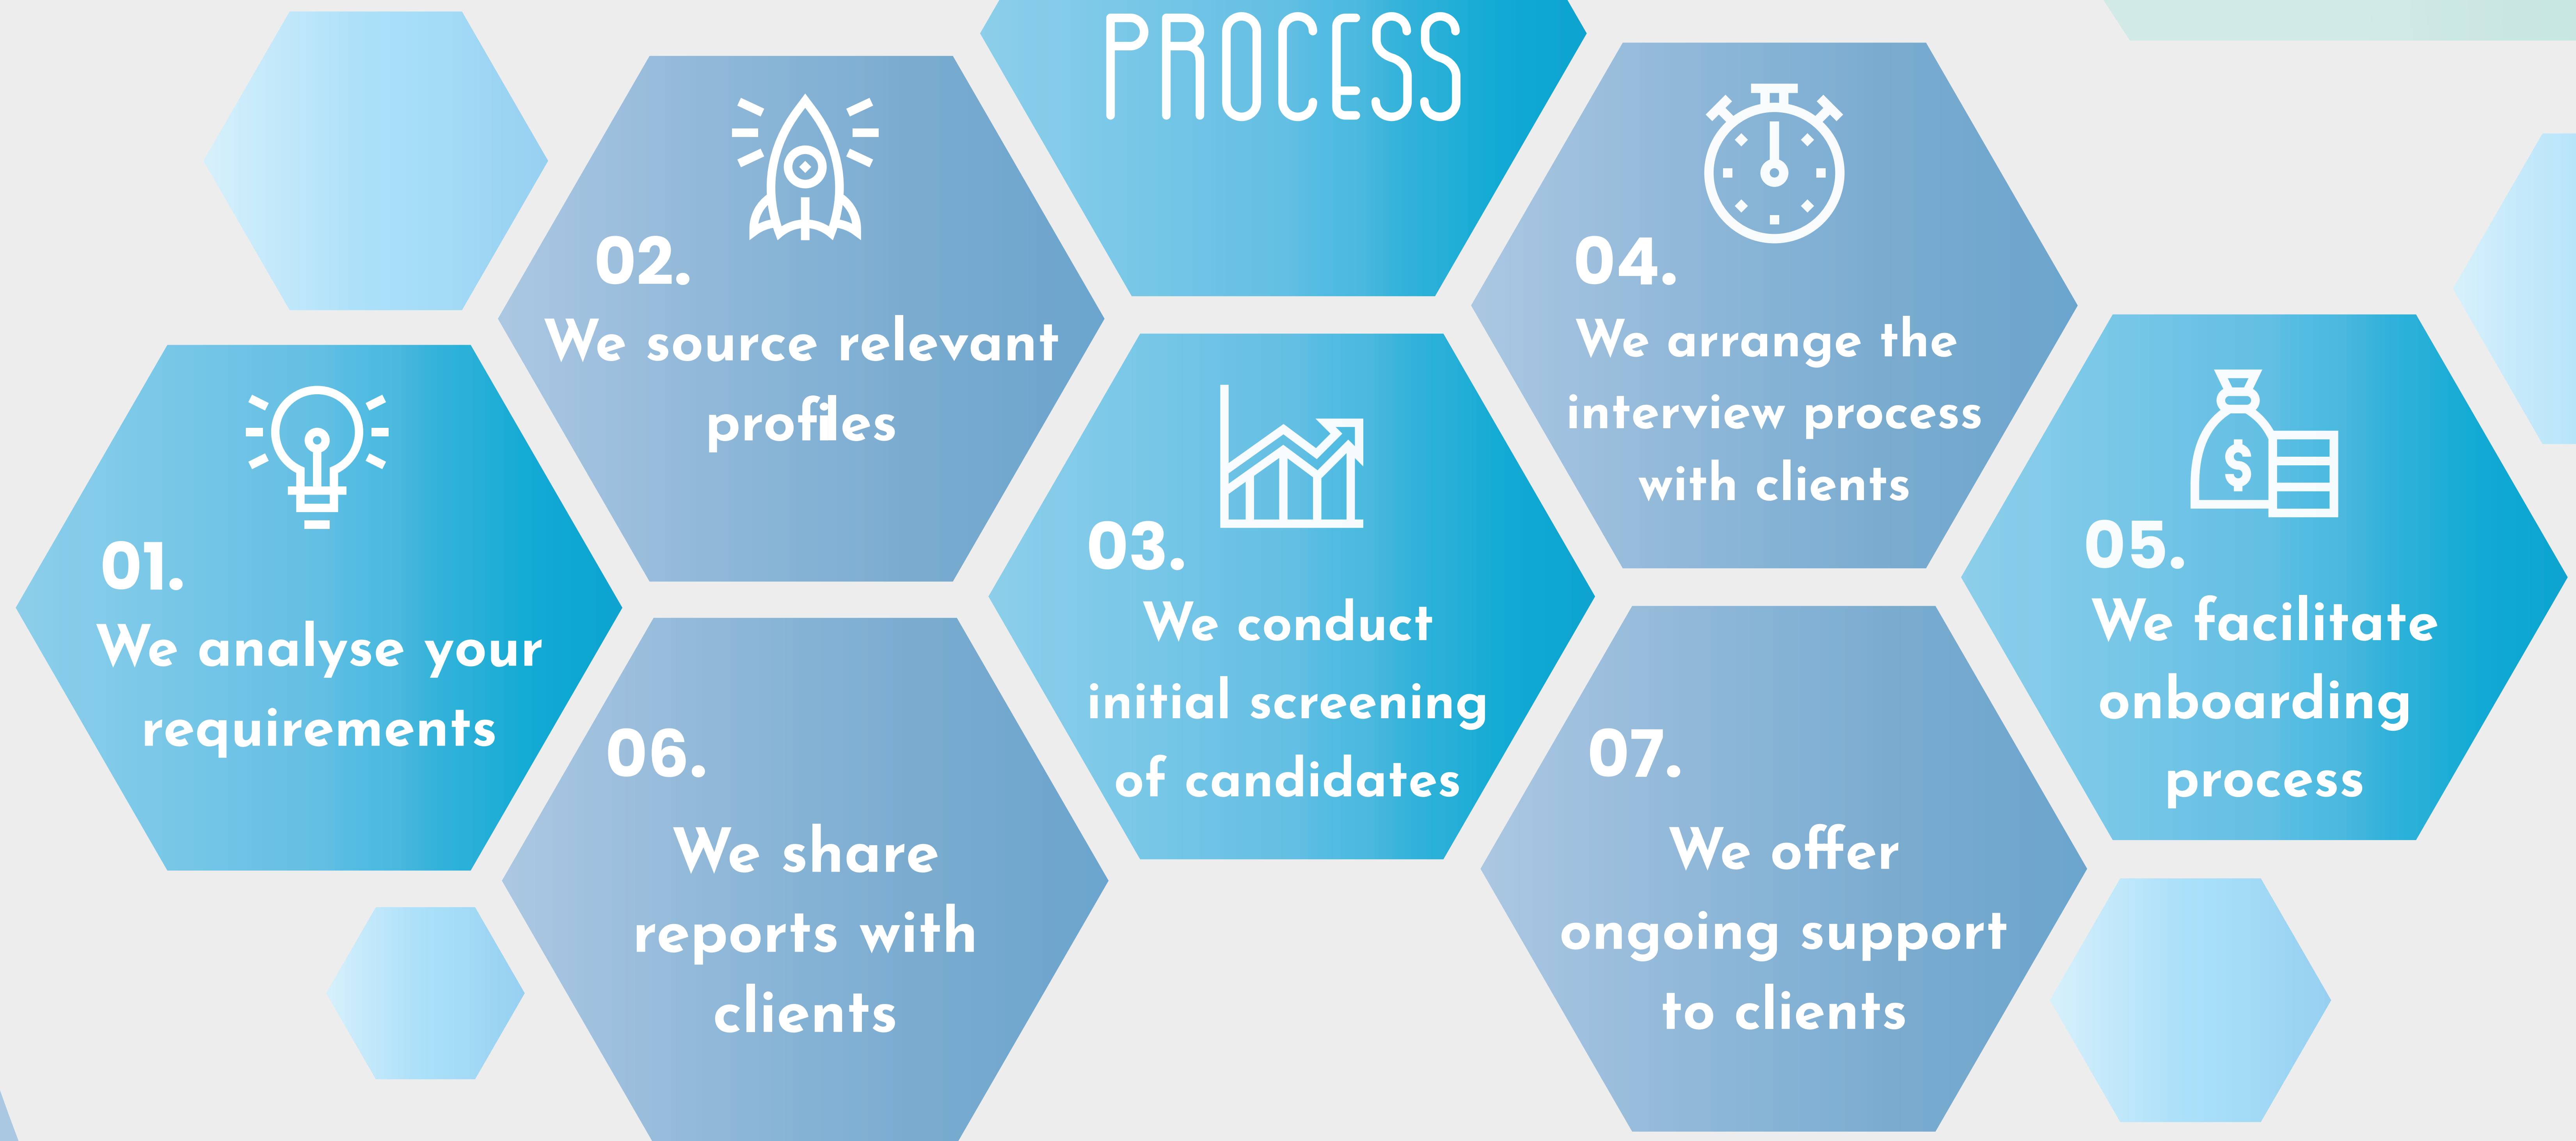 PROCESS
01.
We analyse your
requirements
02.
We source relevant
profiles
03.
We conduct
initial screening
of candidates
04.
We arrange the
interview process
with clients
05.
We facilitate
onboarding
process
06.
We share
reports with
clients
07.
We offer
ongoing support
to clients
$